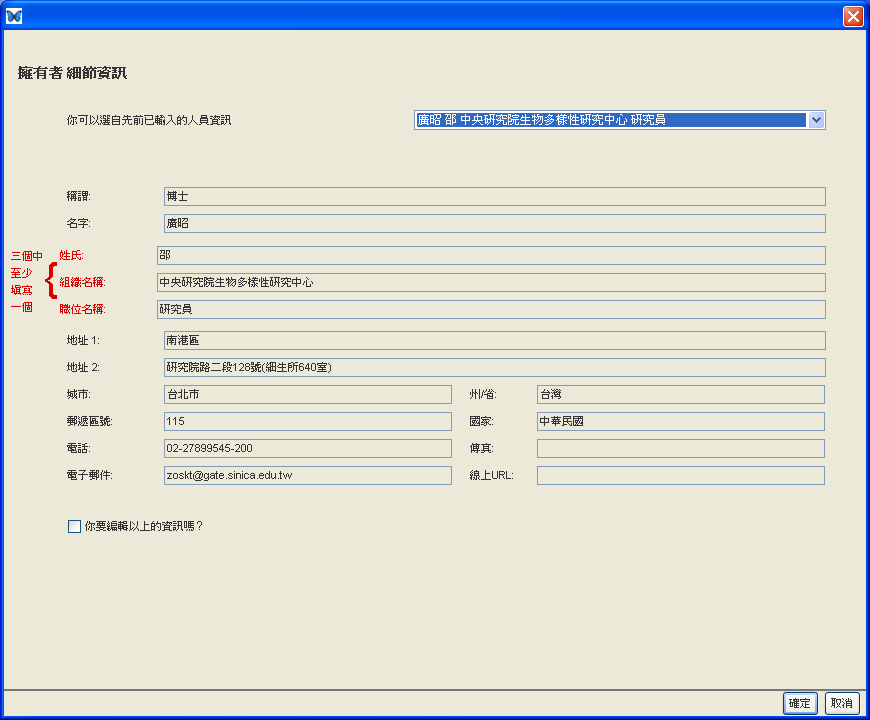 擁有者 細節資訊
你可以選自先前已輸入的人員資訊
廣昭 邵 中央研究院生物多樣性研究中心 研究員
稱謂:
博士
名字:
廣昭
三個中
至少
填寫
一個
{
姓氏:
邵
組織名稱:
中央研究院生物多樣性研究中心
職位名稱:
研究員
地址 1:
南港區
地址 2:
研究院路二段128號(細生所640室)
城市:
台北市
州/省:
台灣
郵遞區號:
115
國家:
中華民國
電話:
02-27899545-200
傳真:
電子郵件:
zoskt@gate.sinica.edu.tw
線上URL:
你要編輯以上的資訊嗎?
確定
取消